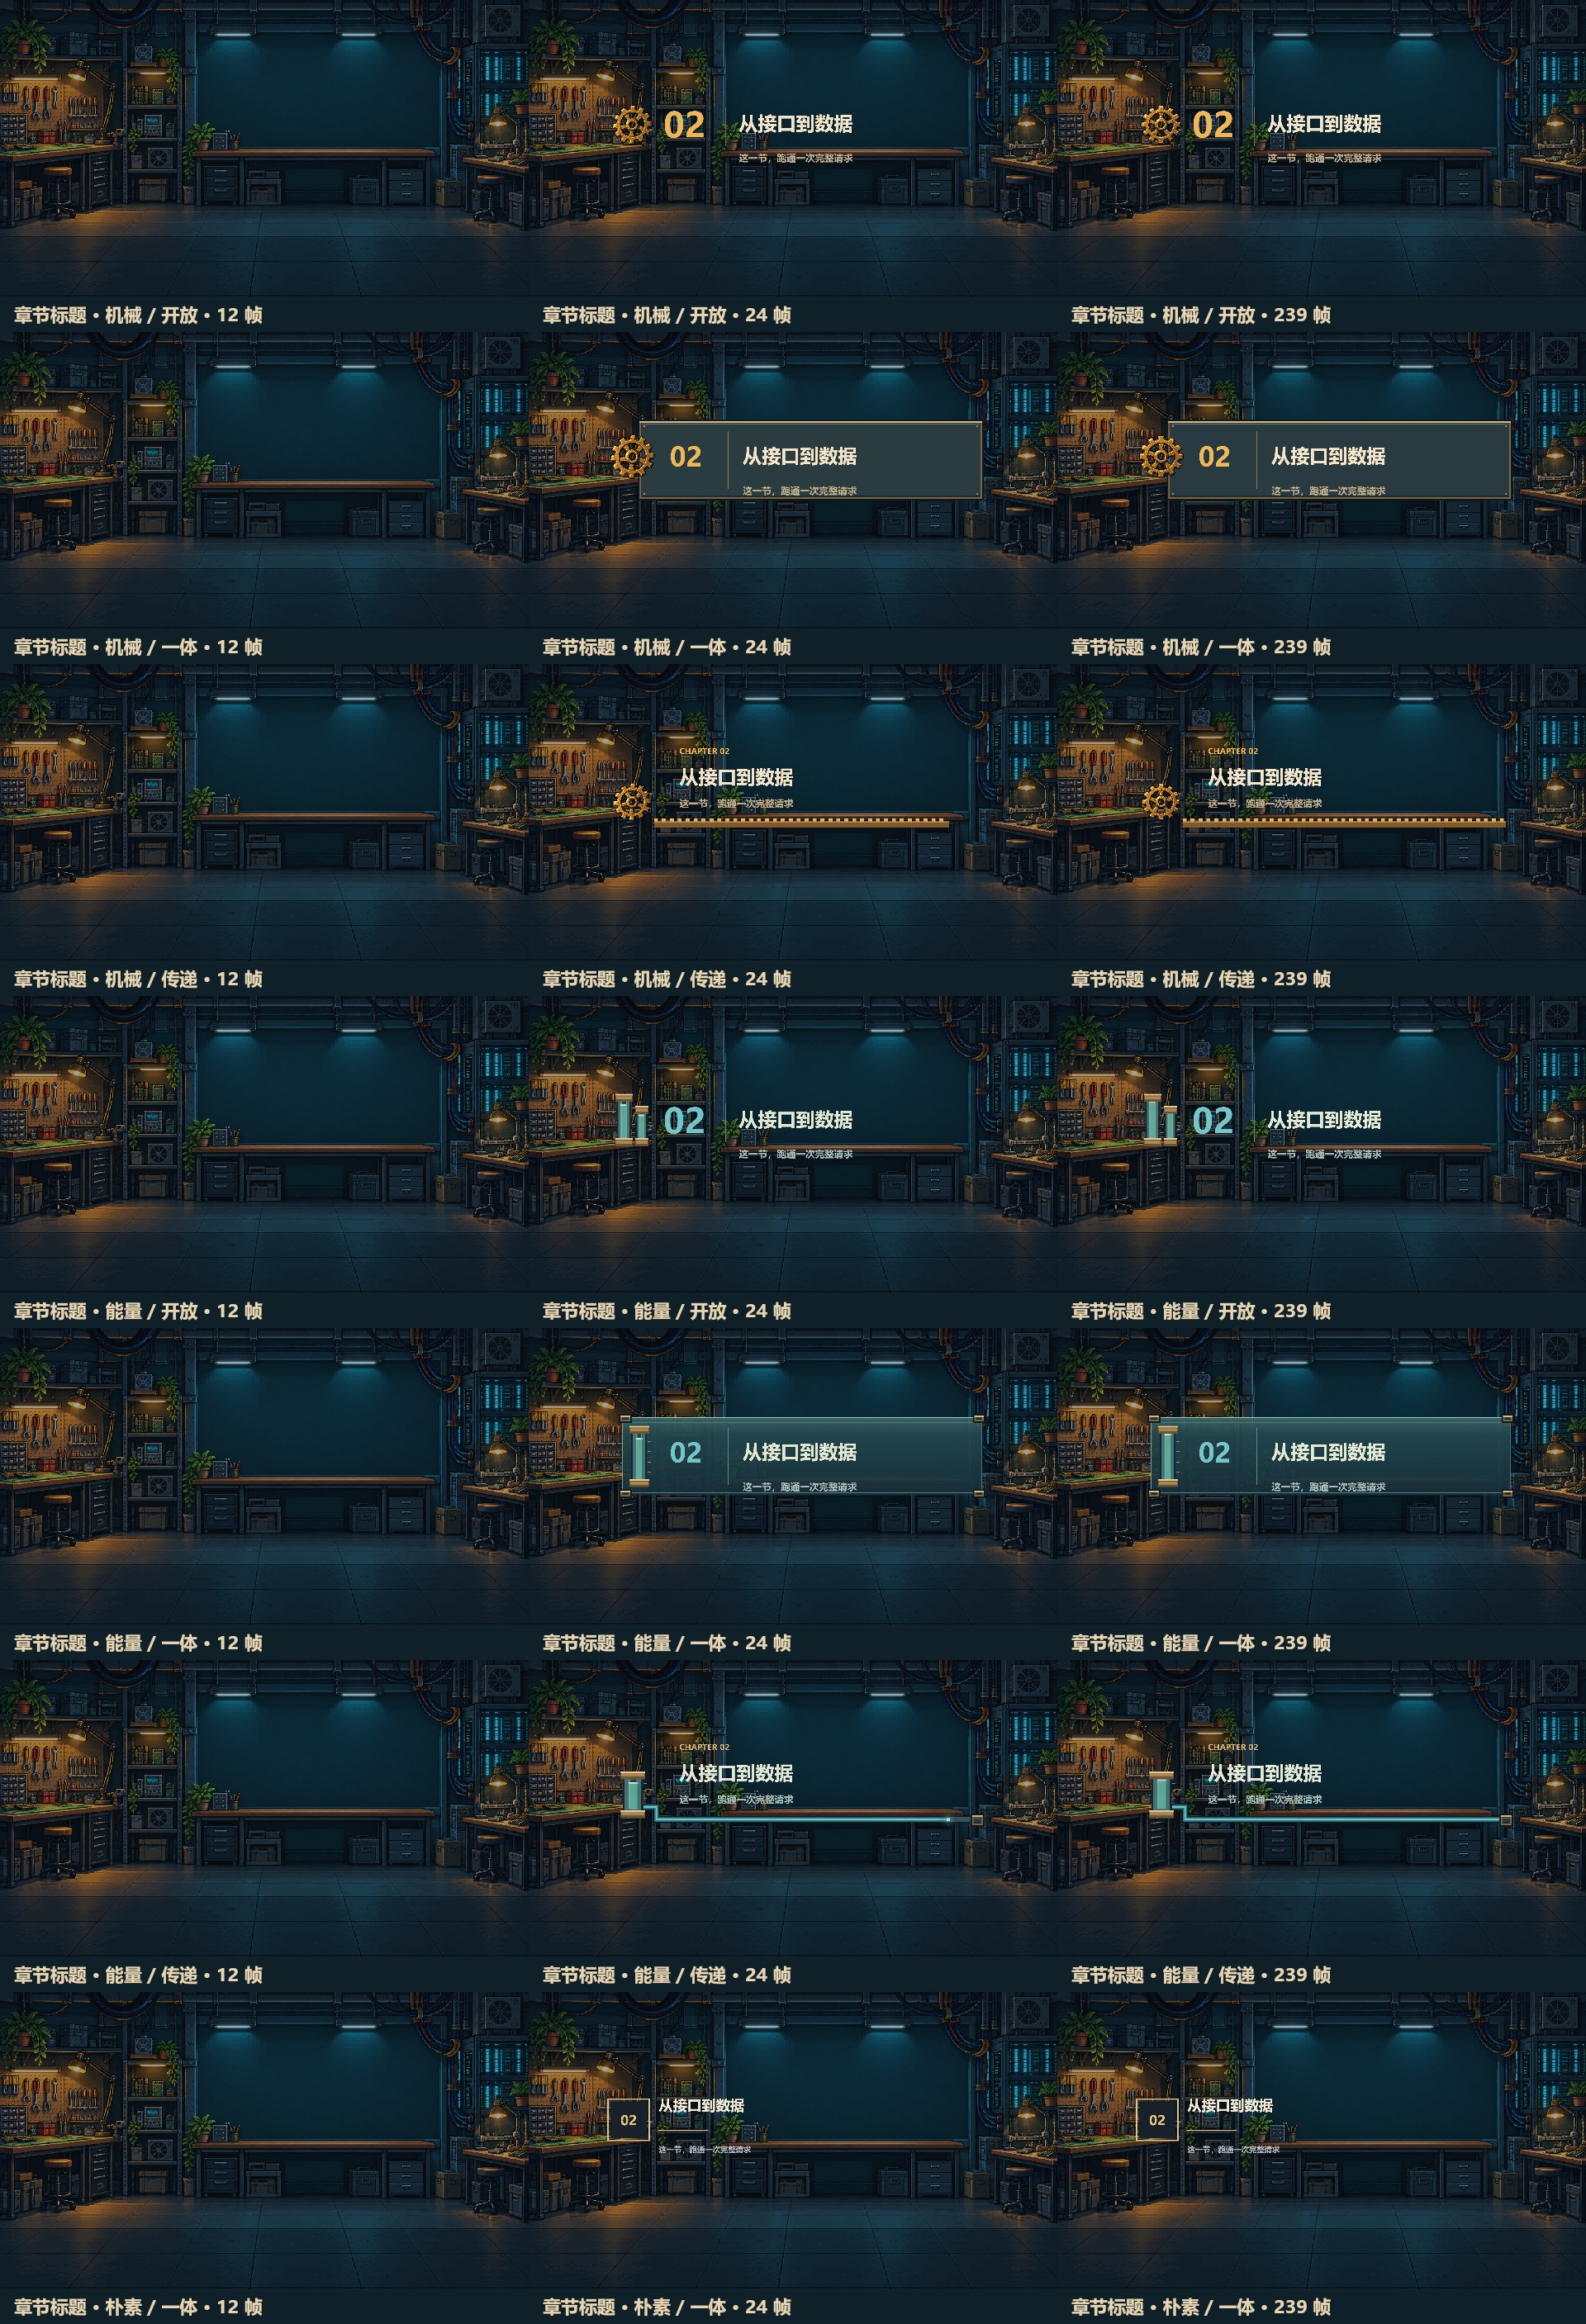 02
从接口到数据
这一节，跑通一次完整请求
02
从接口到数据
这一节，跑通一次完整请求
章节标题·机械 / 开放·12 帧
章节标题·机械 / 开放·24 帧
章节标题·机械 / 开放·239 帧
02
从接口到数据
这一节，跑通一次完整请求
02
从接口到数据
这一节，跑通一次完整请求
章节标题·机械 / 一体·12 帧
章节标题·机械 / 一体·24 帧
章节标题·机械 / 一体·239 帧
CHAPTER 02
从接口到数据
这一节，跑通一次完整请求
CHAPTER 02
从接口到数据
这一节，跑通一次完整请求
章节标题·机械 / 传递·12 帧
章节标题·机械 / 传递·24 帧
章节标题·机械 / 传递·239 帧
02
从接口到数据
这一节，跑通一次完整请求
02
从接口到数据
这一节，跑通一次完整请求
章节标题·能量 / 开放·12 帧
章节标题·能量 / 开放·24 帧
章节标题·能量 / 开放·239 帧
02
从接口到数据
这一节，跑通一次完整请求
02
从接口到数据
这一节，跑通一次完整请求
章节标题·能量 / 一体·12 帧
章节标题·能量 / 一体·24 帧
章节标题·能量 / 一体·239 帧
CHAPTER 02
从接口到数据
这一节，跑通一次完整请求
CHAPTER 02
从接口到数据
这一节，跑通一次完整请求
章节标题·能量 / 传递·12 帧
章节标题·能量 / 传递·24 帧
章节标题·能量 / 传递·239 帧
02
从接口到数据
这一节，跑通一次完整请求
02
从接口到数据
这一节，跑通一次完整请求
章节标题·朴素 / 一体·12 帧
章节标题·朴素 / 一体·24 帧
章节标题·朴素 / 一体·239 帧